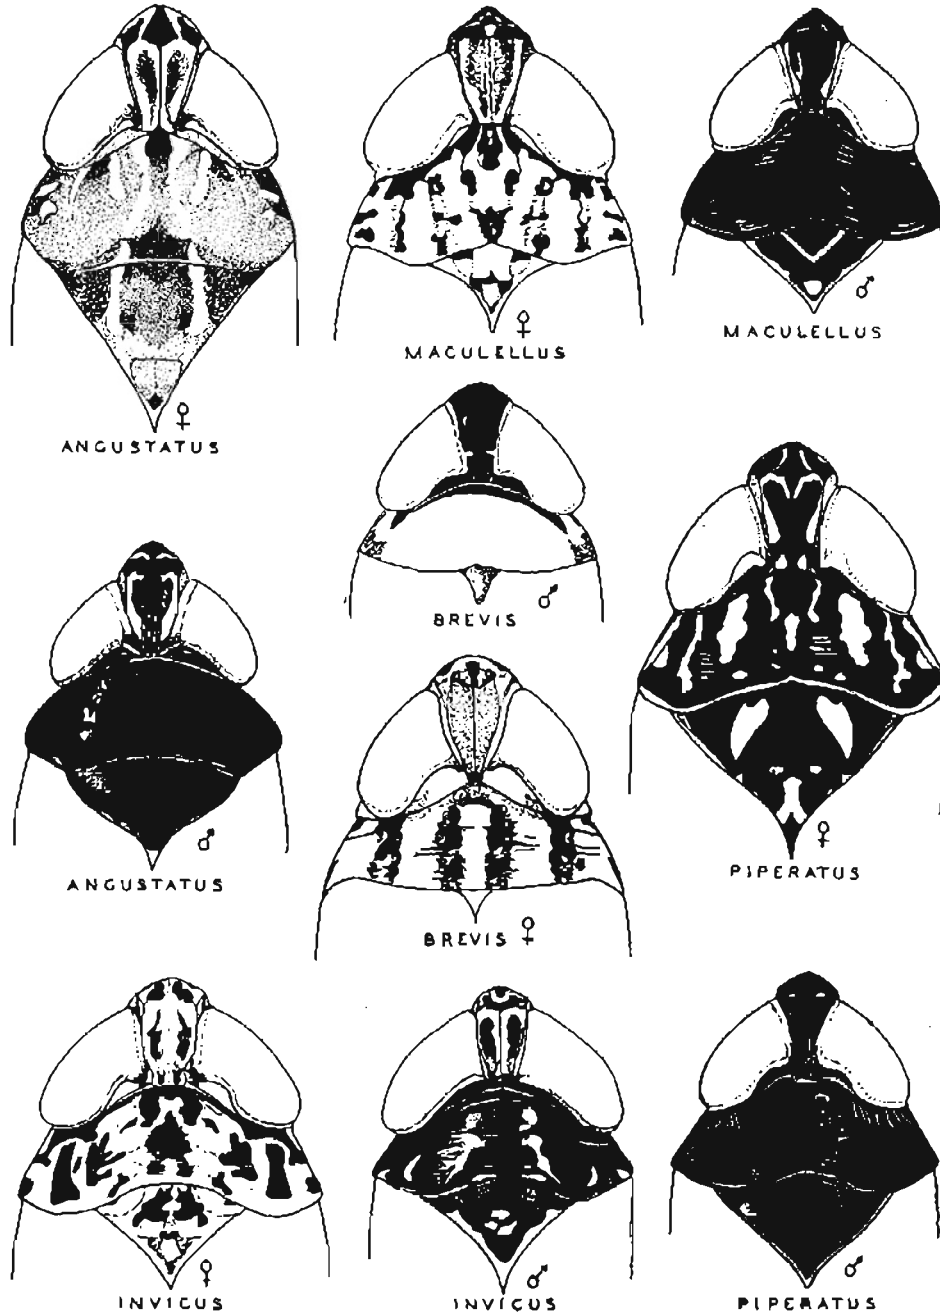 ♀
MACULELLUS
♂
MACULELLUS
♀
ANGUSTATUS
♂
BREVIS
♂
ANGUSTATUS
♀
PIPERATUS
BREVIS ♀
♀
INVICUS
♂
INVICUS
♂
PIPERATUS